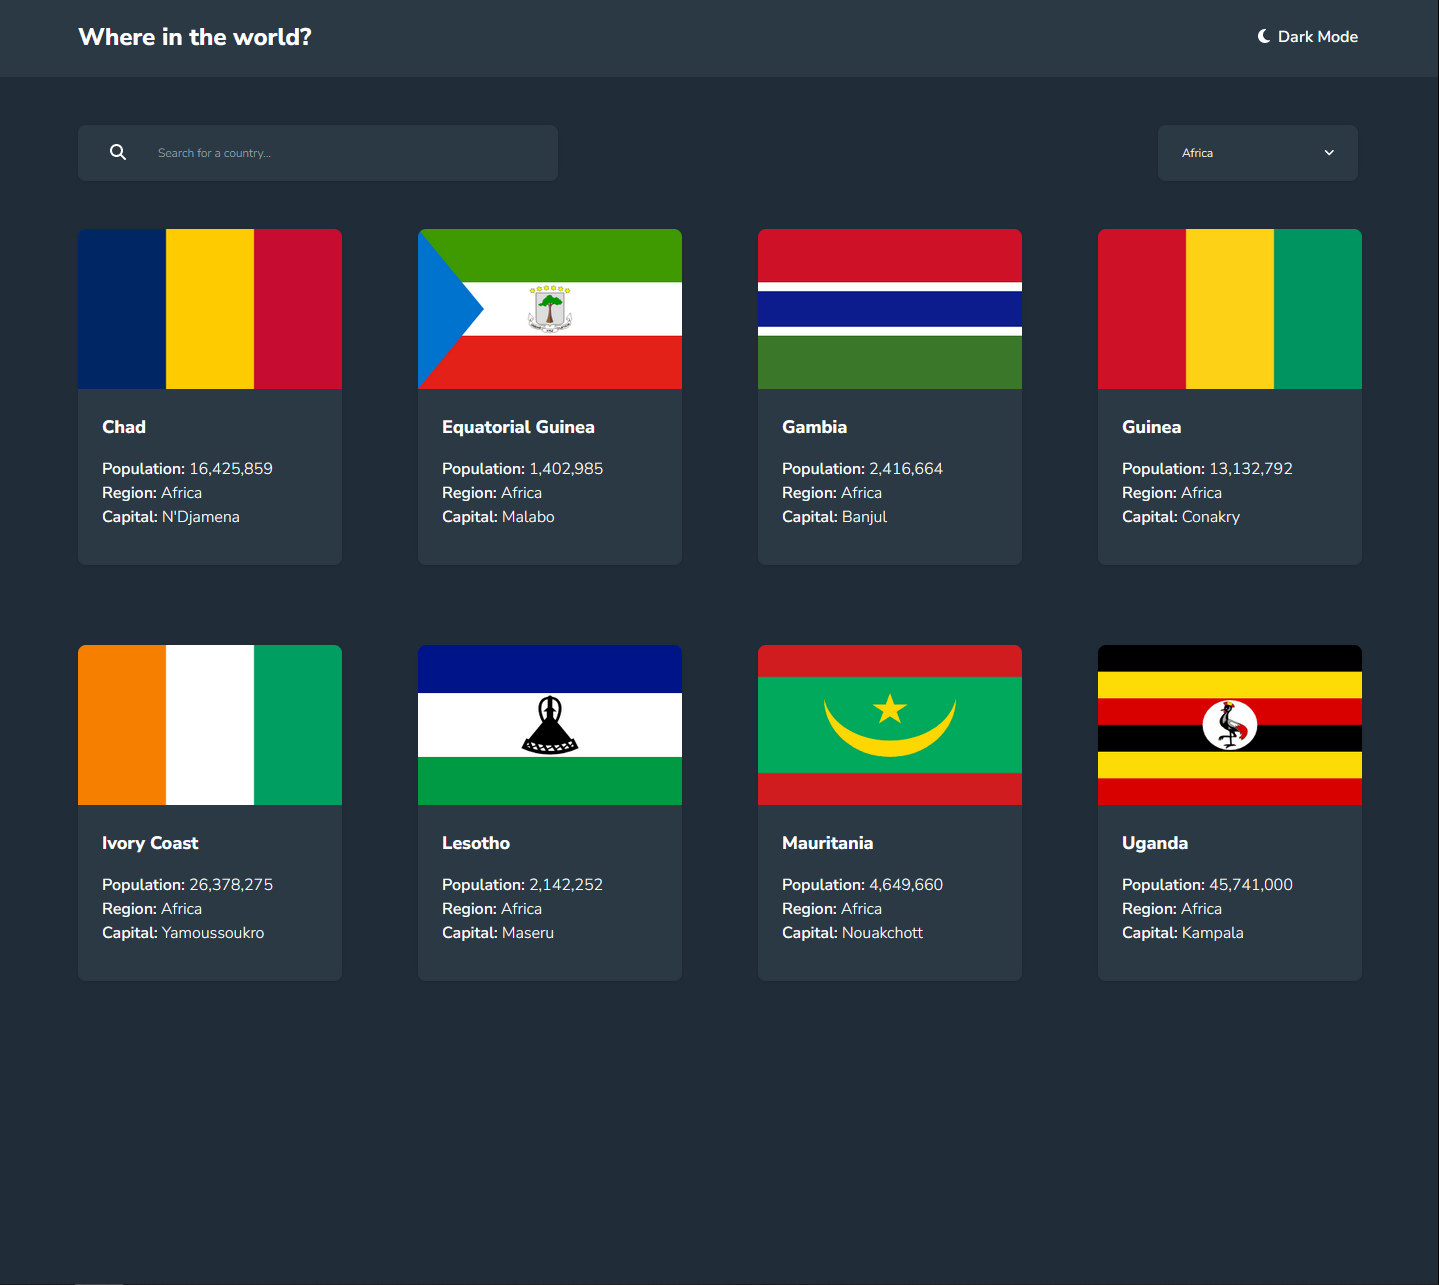 Where in the world?
Dark Mode
Search for a country...
Africa
Chad
Population: 16,425,859
Region: Africa
Capital: N'Djamena
Equatorial Guinea
Population: 1,402,985
Region: Africa
Capital: Malabo
Gambia
Population: 2,416,664
Region: Africa
Capital: Banjul
Guinea
Population: 13,132,792
Region: Africa
Capital: Conakry
Ivory Coast
Population: 26,378,275
Region: Africa
Capital: Yamoussoukro
Lesotho
Population: 2,142,252
Region: Africa
Capital: Maseru
Mauritania
Population: 4,649,660
Region: Africa
Capital: Nouakchott
Uganda
Population: 45,741,000
Region: Africa
Capital: Kampala